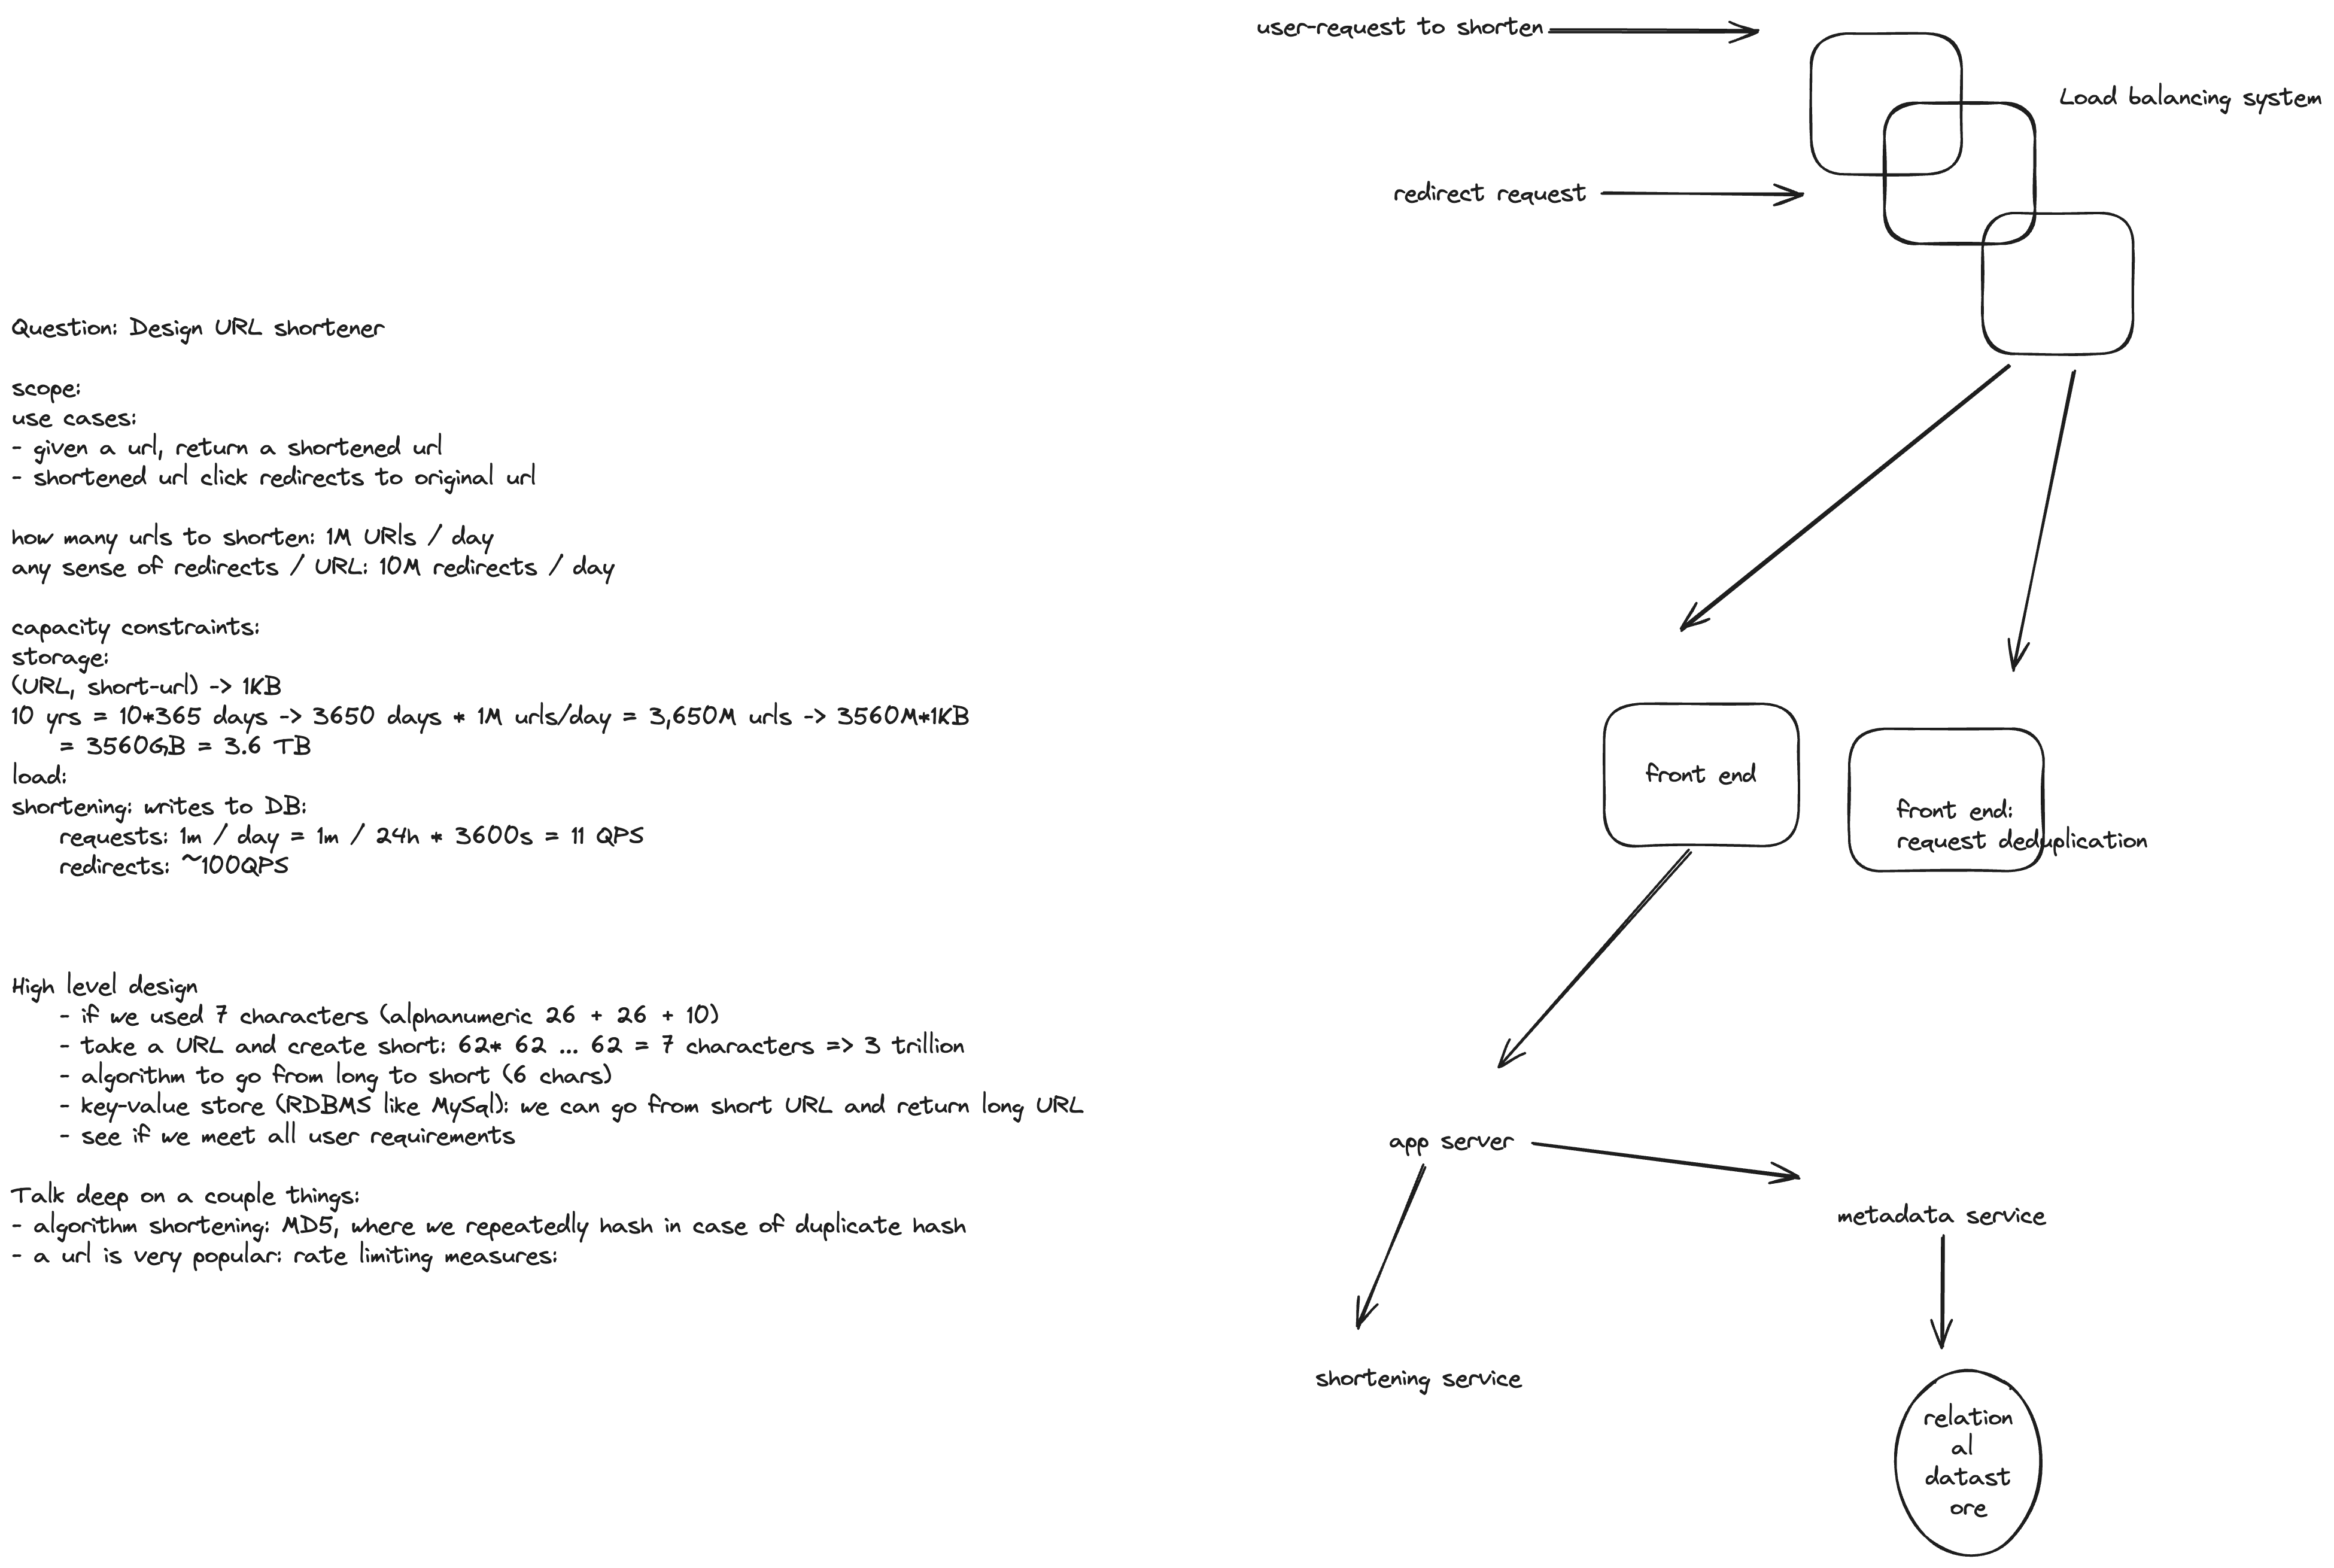 Question: Design URL shortener
scope:
use cases:
- given a url, return a shortened url
- shortened url click redirects to original url
how many urls to shorten: 1M URls / day
any sense of redirects / URL: 10M redirects / day
capacity constraints:
storage:
(URL, short-url) -> 1KB
10 yrs = 10*365 days -> 3650 days * 1M urls/day = 3,650M urls -> 3560M*1KB
= 3560GB = 3.6 TB
load:
shortening: writes to DB:
requests: 1m / day = 1m / 24h * 3600s = 11 QPS
redirects: ~100QPS
High level design
- if we used 7 characters (alphanumeric 26 + 26 + 10)
- take a URL and create short: 62* 62 ... 62 = 7 characters => 3 trillion
- algorithm to go from long to short (6 chars)
- key-value store (RDBMS like MySql): we can go from short URL and return long URL
- see if we meet all user requirements
Talk deep on a couple things:
- algorithm shortening: MD5, where we repeatedly hash in case of duplicate hash
- a url is very popular: rate limiting measures:
user-request to shorten
Load balancing system
redirect request
front end
front end:
request deduplication
app server
metadata service
shortening service
relation
al
datast
ore